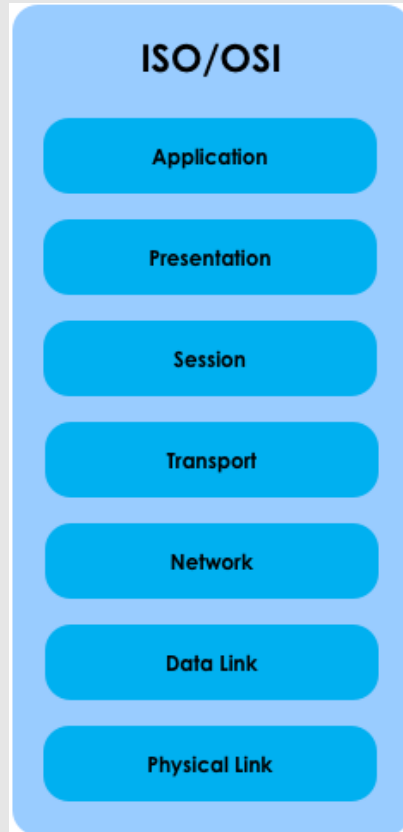 ISO/OSI
Application
Presentation
Session
Transport
Network
Data Link
Physical Link